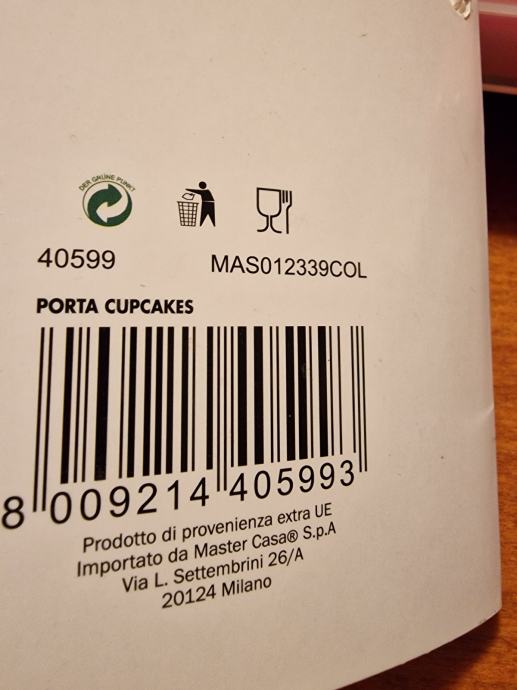 DER GRÜNE PUNKT
40599
MAS012339COL
PORTA CUPCAKES
8 009214 405993
Prodotto di provenienza extra UE
Importato da Master Casa® S.p.A
Via L. Settembrini 26/A
20124 Milano